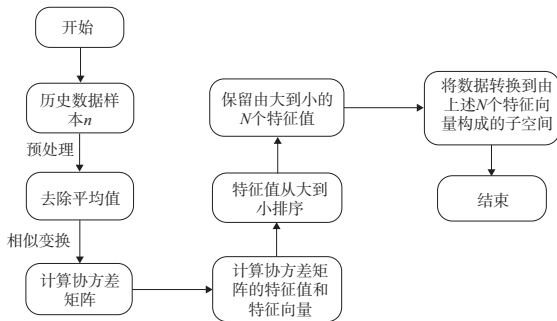 开始
历史数据样
本n
预处理
去除平均值
相似变换
计算协方差
矩阵
计算协方差矩
阵的特征值和
特征向量
特征值从大到
小排序
保留由大到小的
N个特征值
将数据转换到由
上述N个特征向
量构成的子空间
结束